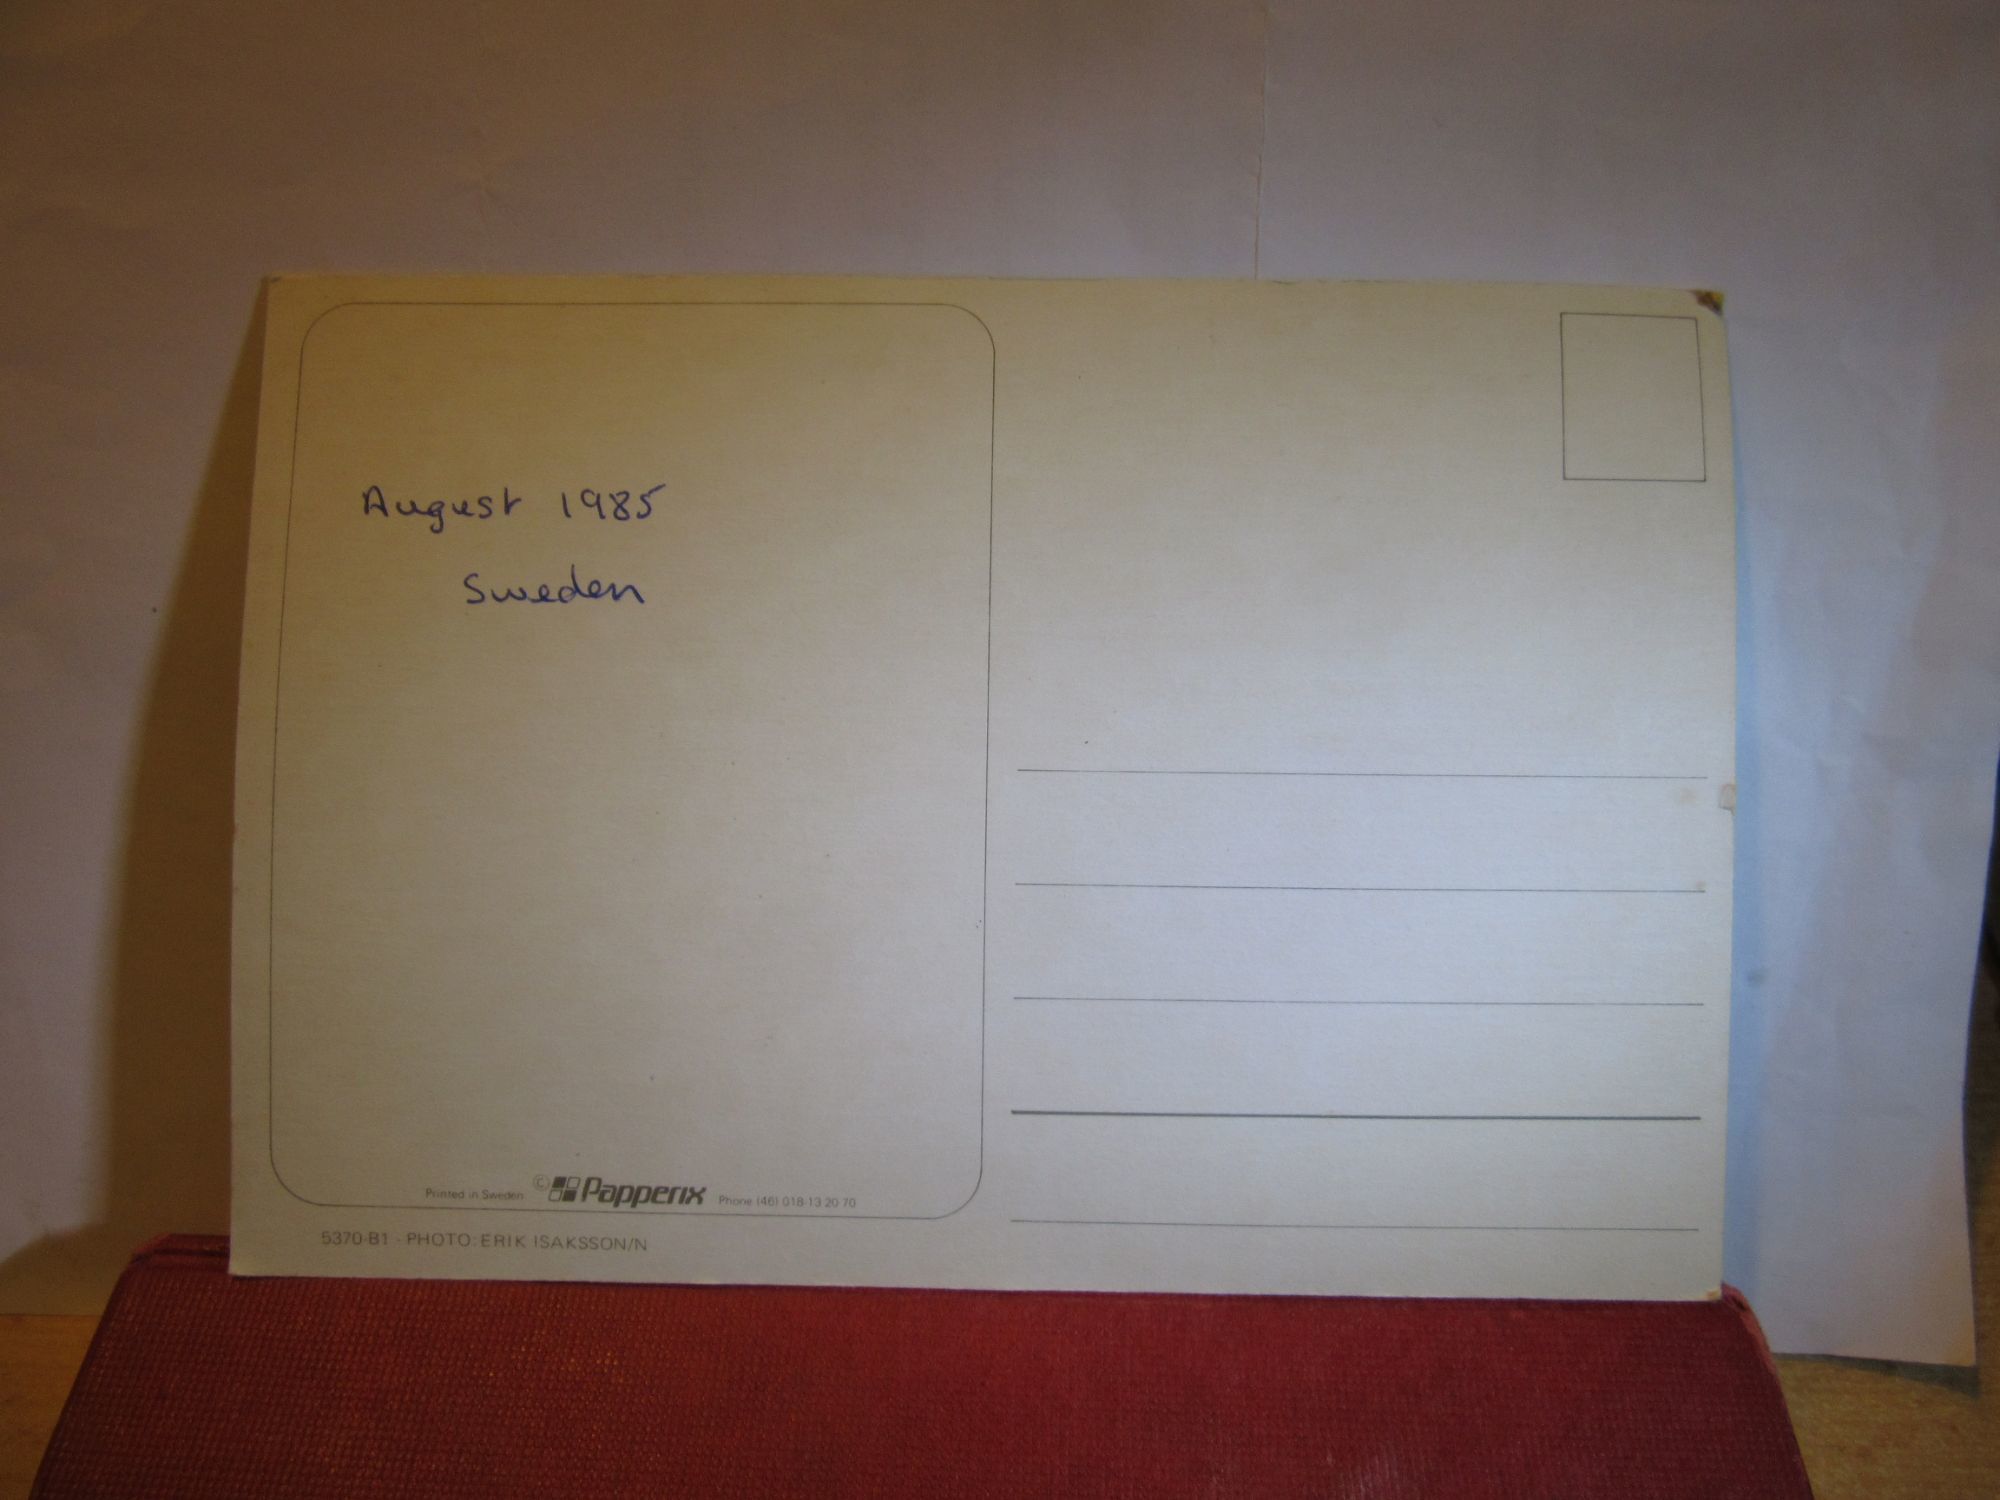 August 1985
Sweden
Printed in Sweden © Papperix Phone (46) 018-13 20 70
5370-B1 - PHOTO: ERIK ISAKSSON/N